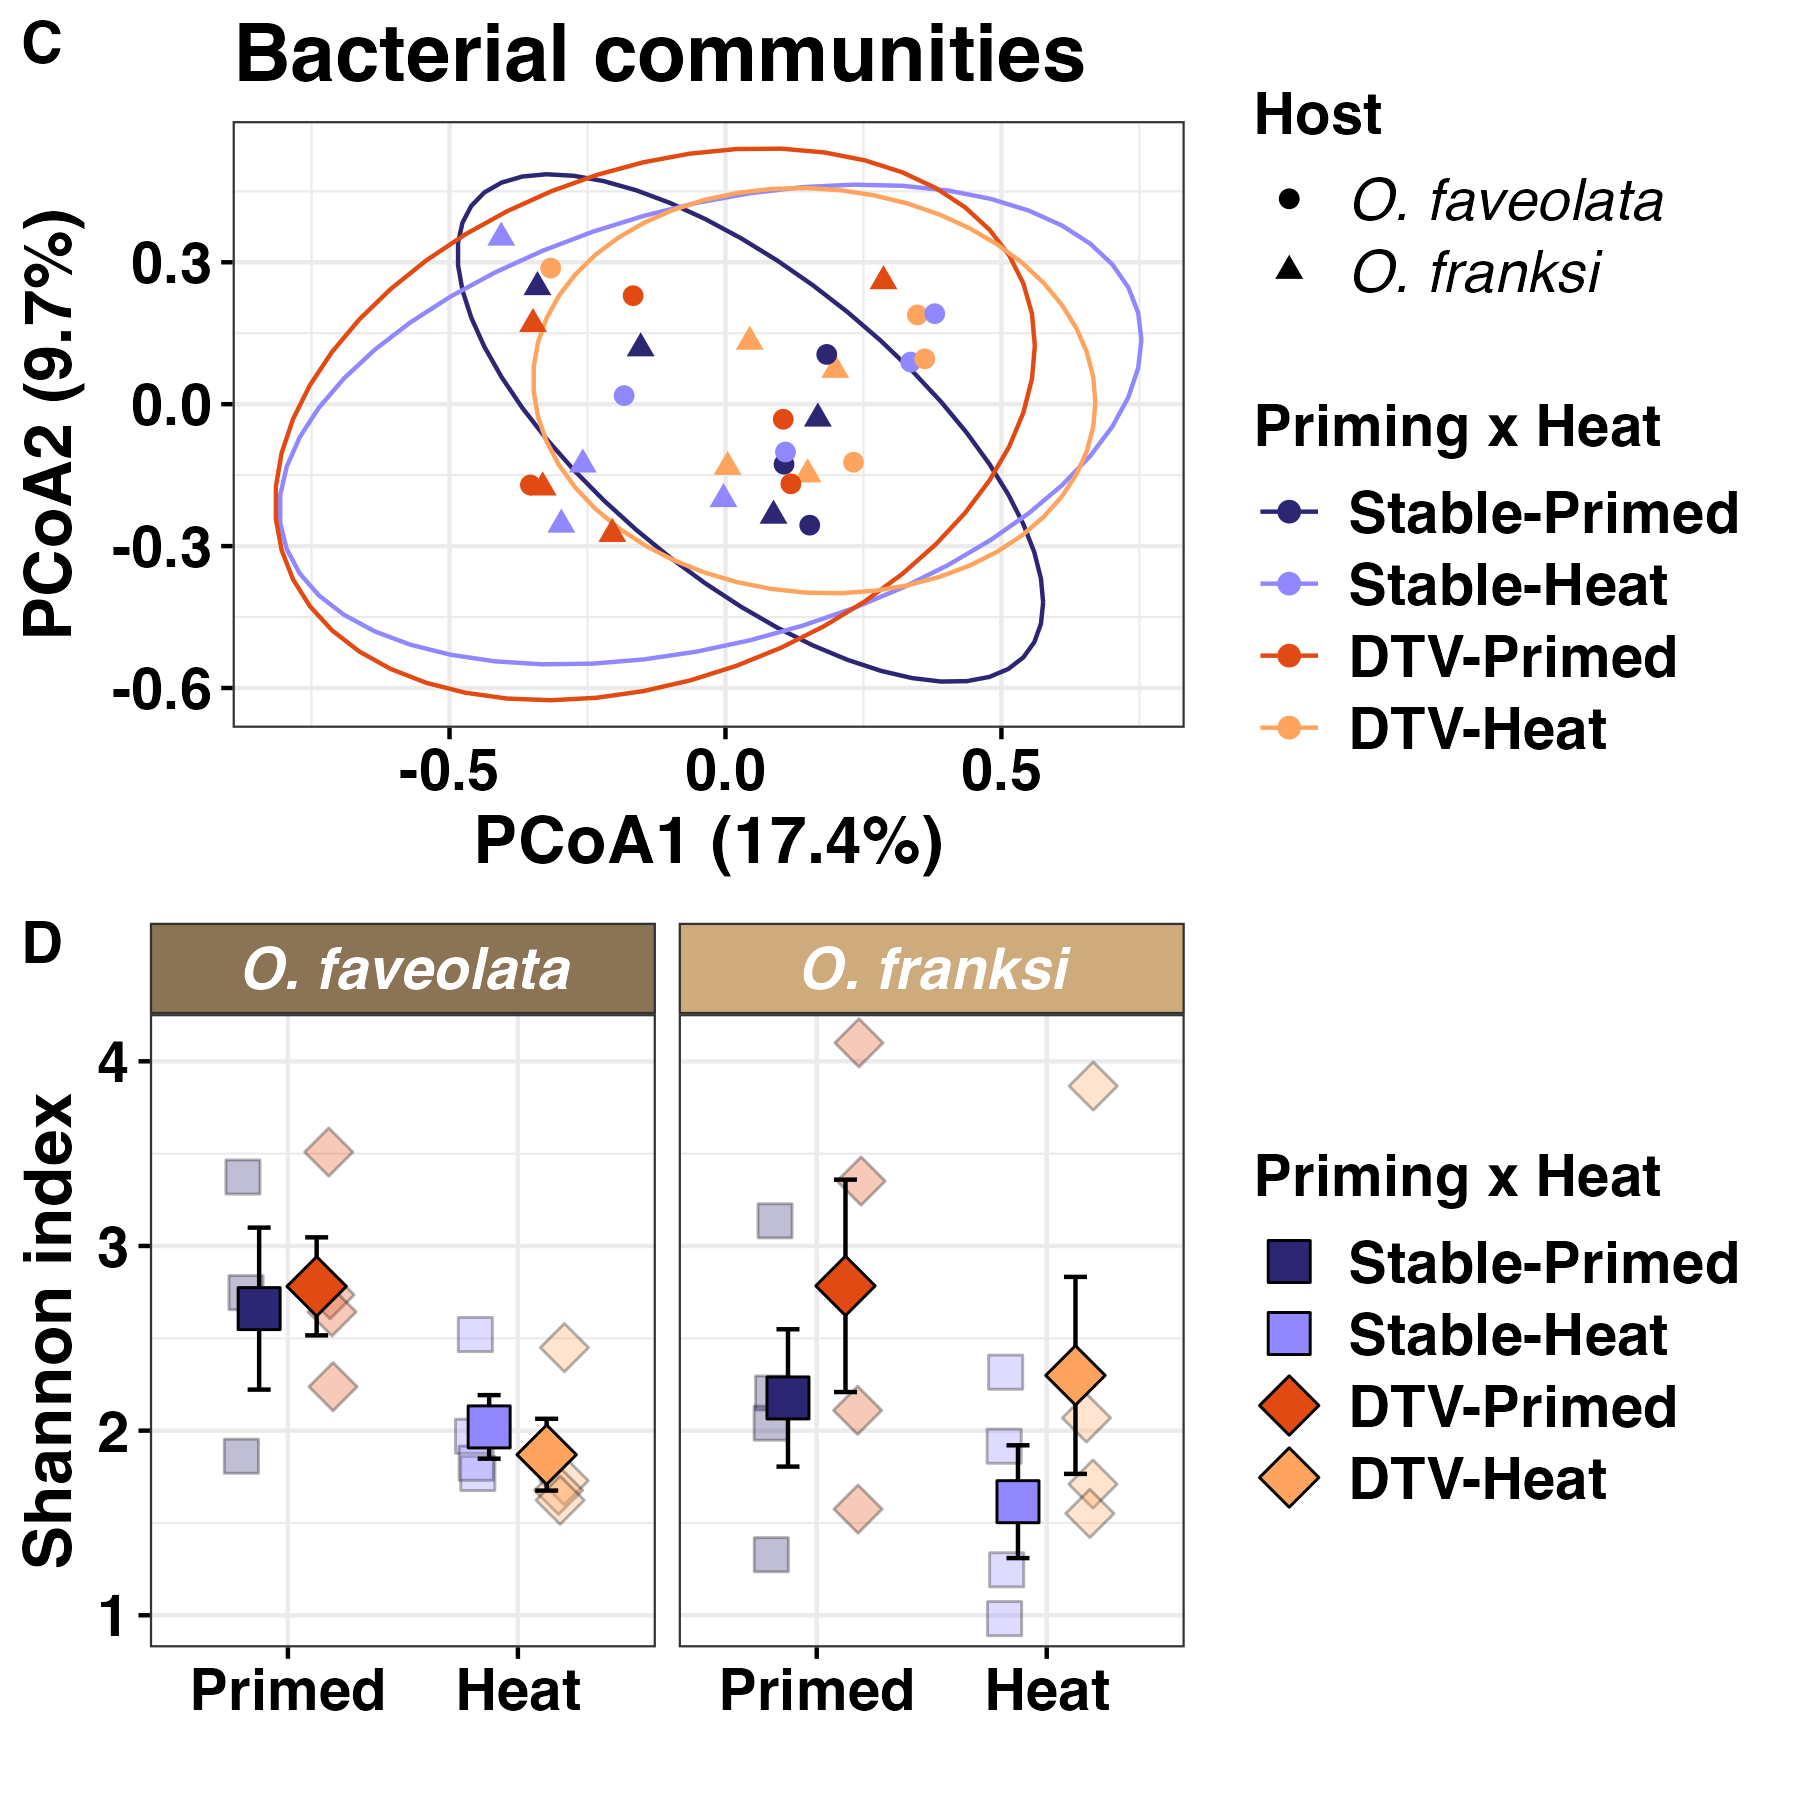 C
Bacterial communities
PCoA2 (9.7%)
0.3
0.0
-0.3
-0.6
-0.5
0.0
0.5
PCoA1 (17.4%)
Host
O. faveolata
O. franksi
Priming x Heat
Stable-Primed
Stable-Heat
DTV-Primed
DTV-Heat
D
O. faveolata
O. franksi
Shannon index
4
3
2
1
Primed
Heat
Primed
Heat
Priming x Heat
Stable-Primed
Stable-Heat
DTV-Primed
DTV-Heat